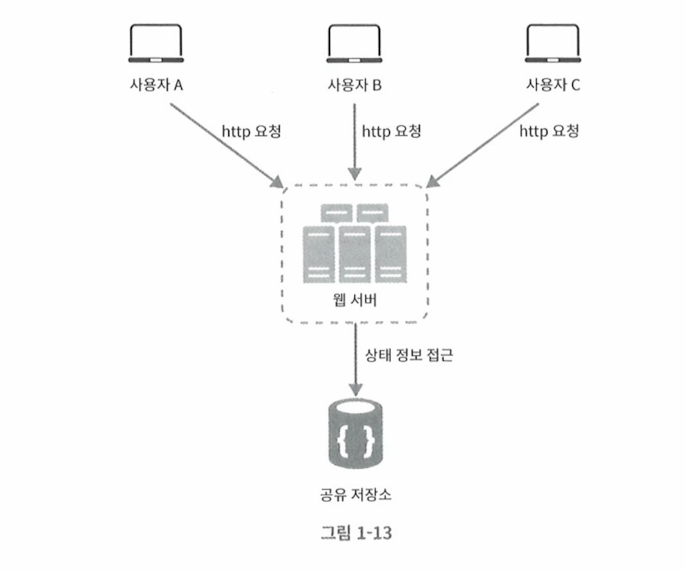 사용자 A
사용자 B
사용자 C
http 요청
http 요청
http 요청
웹 서버
상태 정보 접근
{ }
공유 저장소
그림 1-13